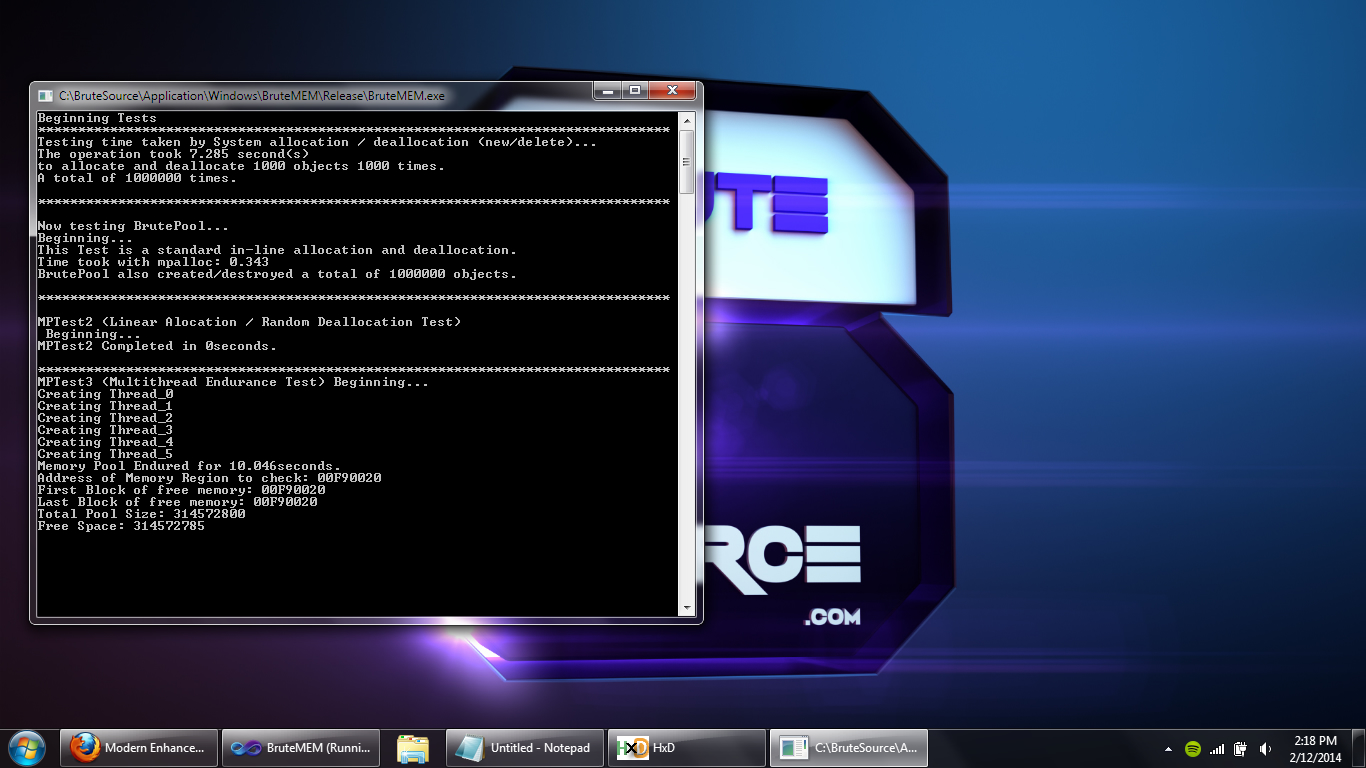 C:\BruteSource\Application\Windows\BruteMEM\Release\BruteMEM.exe
Beginning Tests
*******************************************************************************
Testing time taken by System allocation / deallocation (new/delete)...
The operation took 7.285 second(s)
to allocate and deallocate 1000 objects 1000 times.
A total of 1000000 times.
*******************************************************************************
Now testing BrutePool...
Beginning...
This Test is a standard in-line allocation and deallocation.
Time took with mpalloc: 0.343
BrutePool also created/destroyed a total of 1000000 objects.
*******************************************************************************
MPTest2 (Linear Alocation / Random Deallocation Test)
Beginning...
MPTest2 Completed in 0seconds.
*******************************************************************************
MPTest3 (Multithread Endurance Test) Beginning...
Creating Thread_0
Creating Thread_1
Creating Thread_2
Creating Thread_3
Creating Thread_4
Creating Thread_5
Memory Pool Endured for 10.046seconds.
Address of Memory Region to check: 00F90020
First Block of free memory: 00F90020
Last Block of free memory: 00F90020
Total Pool Size: 314572800
Free Space: 314572785
UTE
RCE
.COM
Modern Enhance...
BruteMEM (Runni...
Untitled - Notepad
HxD
HxD
C:\BruteSource\A...
2:18 PM
2/12/2014